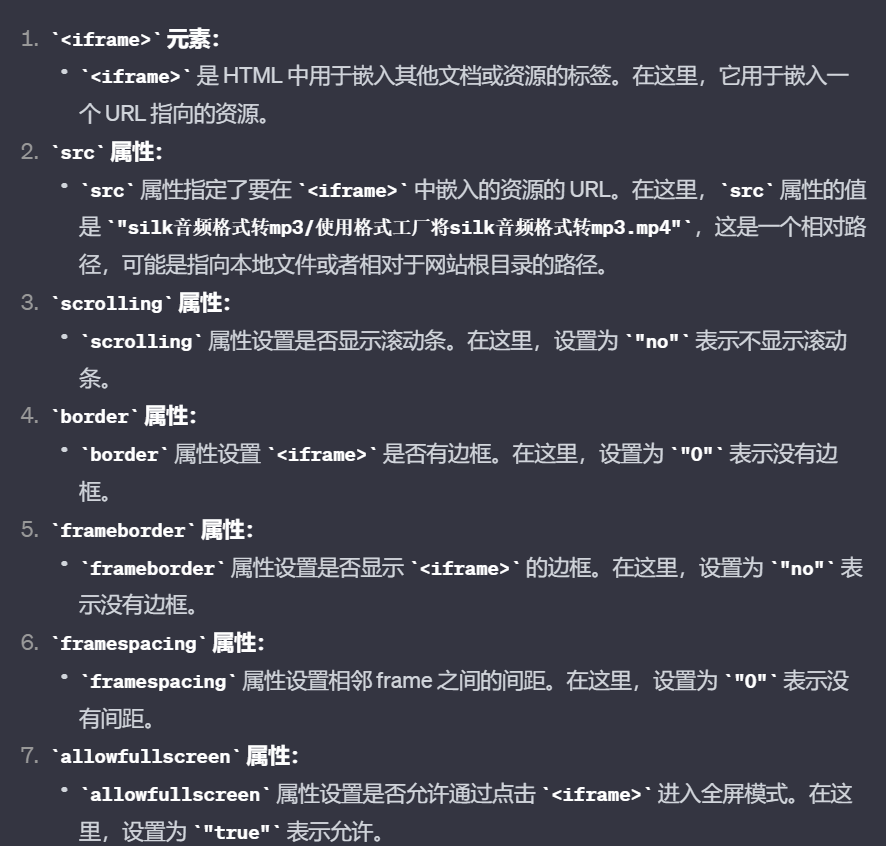 1. `<iframe>` 元素：
• `<iframe>` 是 HTML 中用于嵌入其他文档或资源的标签。在这里，它用于嵌入一
个 URL 指向的资源。
2. `src` 属性：
• `src` 属性指定了要在 `<iframe>` 中嵌入的资源的 URL。在这里，`src` 属性的值
是 `"silk音频格式转mp3/使用格式工厂将silk音频格式转mp3.mp4"`，这是一个相对路
径，可能是指向本地文件或者相对于网站根目录的路径。
3. `scrolling` 属性：
• `scrolling` 属性设置是否显示滚动条。在这里，设置为 `"no"` 表示不显示滚动
条。
4. `border` 属性：
• `border` 属性设置 `<iframe>` 是否有边框。在这里，设置为 `"0"` 表示没有边
框。
5. `frameborder` 属性：
• `frameborder` 属性设置是否显示 `<iframe>` 的边框。在这里，设置为 `"no"` 表
示没有边框。
6. `framespacing` 属性：
• `framespacing` 属性设置相邻 frame 之间的间距。在这里，设置为 `"0"` 表示没
有间距。
7. `allowfullscreen` 属性：
• `allowfullscreen` 属性设置是否允许通过点击 `<iframe>` 进入全屏模式。在这
里，设置为 `"true"` 表示允许。